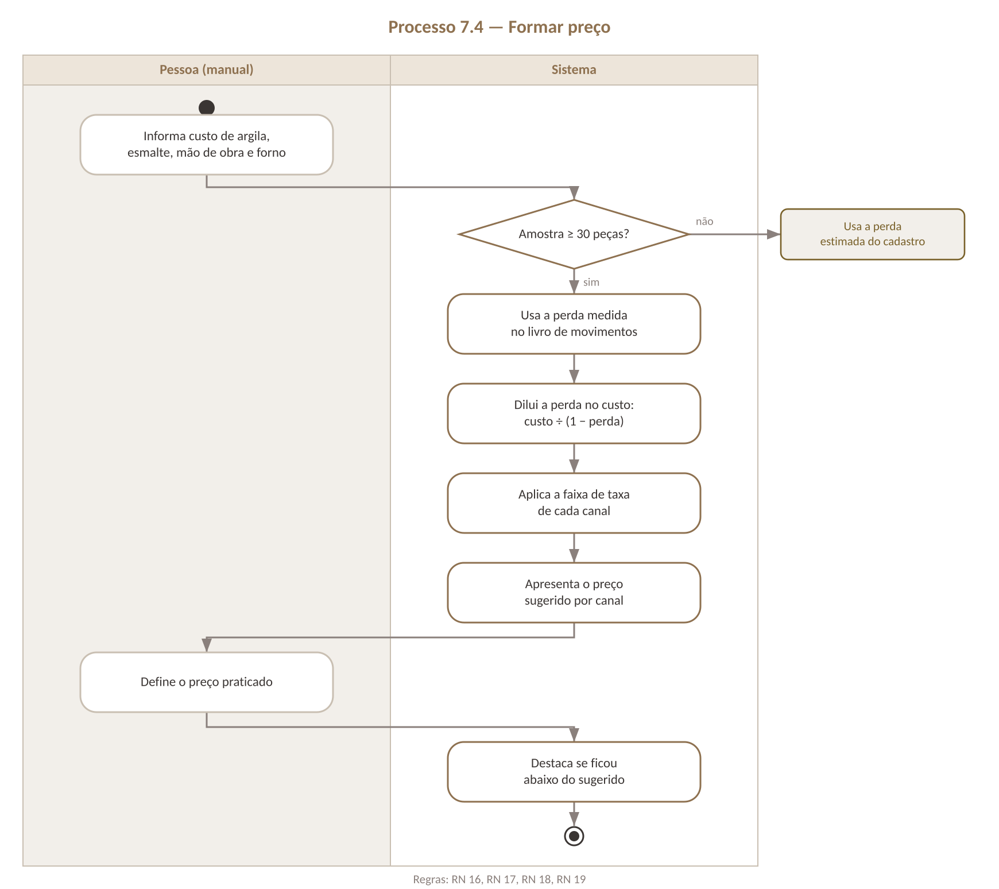 Processo 7.4 — Formar preço
Pessoa (manual)
Sistema
Informa custo de argila,
esmalte, mão de obra e forno
Amostra ≥ 30 peças?
não
Usa a perda
estimada do cadastro
sim
Usa a perda medida
no livro de movimentos
Dilui a perda no custo:
custo ÷ (1 − perda)
Aplica a faixa de taxa
de cada canal
Apresenta o preço
sugerido por canal
Define o preço praticado
Destaca se ficou
abaixo do sugerido
Regras: RN 16, RN 17, RN 18, RN 19